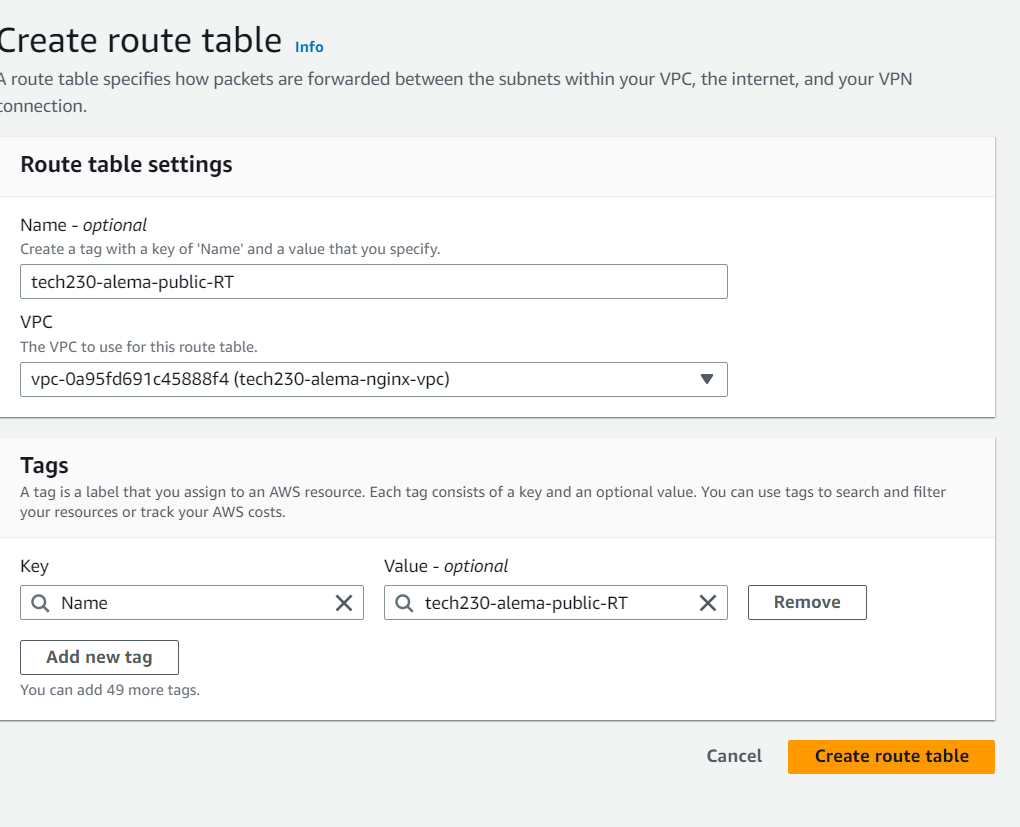 Create route table Info
A route table specifies how packets are forwarded between the subnets within your VPC, the internet, and your VPN
connection.
Route table settings
Name - optional
Create a tag with a key of 'Name' and a value that you specify.
tech230-alema-public-RT
VPC
The VPC to use for this route table.
vpc-0a95fd691c45888f4 (tech230-alema-nginx-vpc)
Tags
A tag is a label that you assign to an AWS resource. Each tag consists of a key and an optional value. You can use tags to search and filter
your resources or track your AWS costs.
Key
Value - optional
Name
tech230-alema-public-RT
Remove
Add new tag
You can add 49 more tags.
Cancel
Create route table